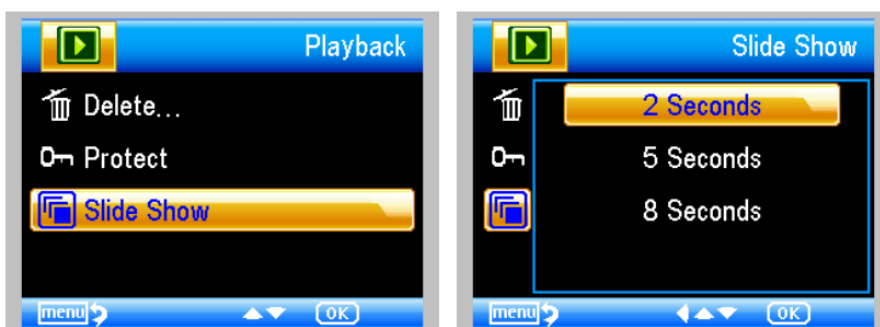 Playback
Delete...
Protect
Slide Show
menu OK
Slide Show
2 Seconds
5 Seconds
8 Seconds
menu OK